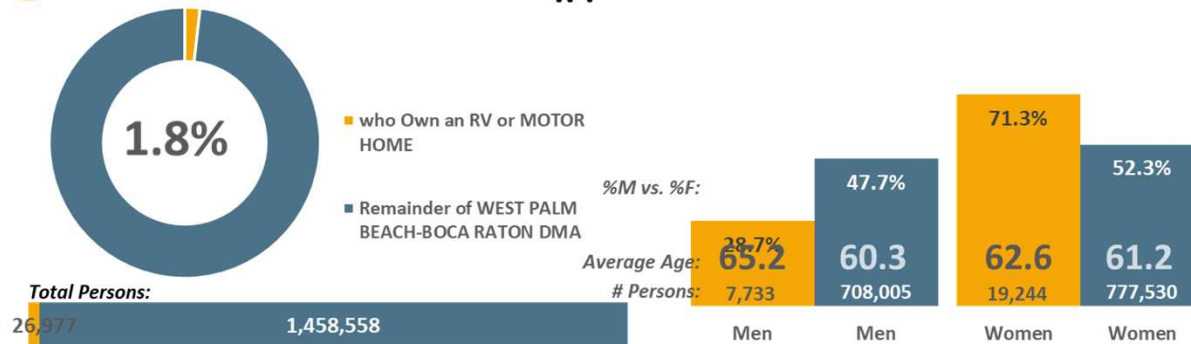 1.8%
who Own an RV or MOTOR
HOME
Remainder of WEST PALM
BEACH-BOCA RATON DMA
Total Persons:
26,977
1,458,558
%M vs. %F:
28.7%
47.7%
71.3%
52.3%
Average Age:
65.2
60.3
62.6
61.2
# Persons:
7,733
708,005
19,244
777,530
Men
Men
Women
Women